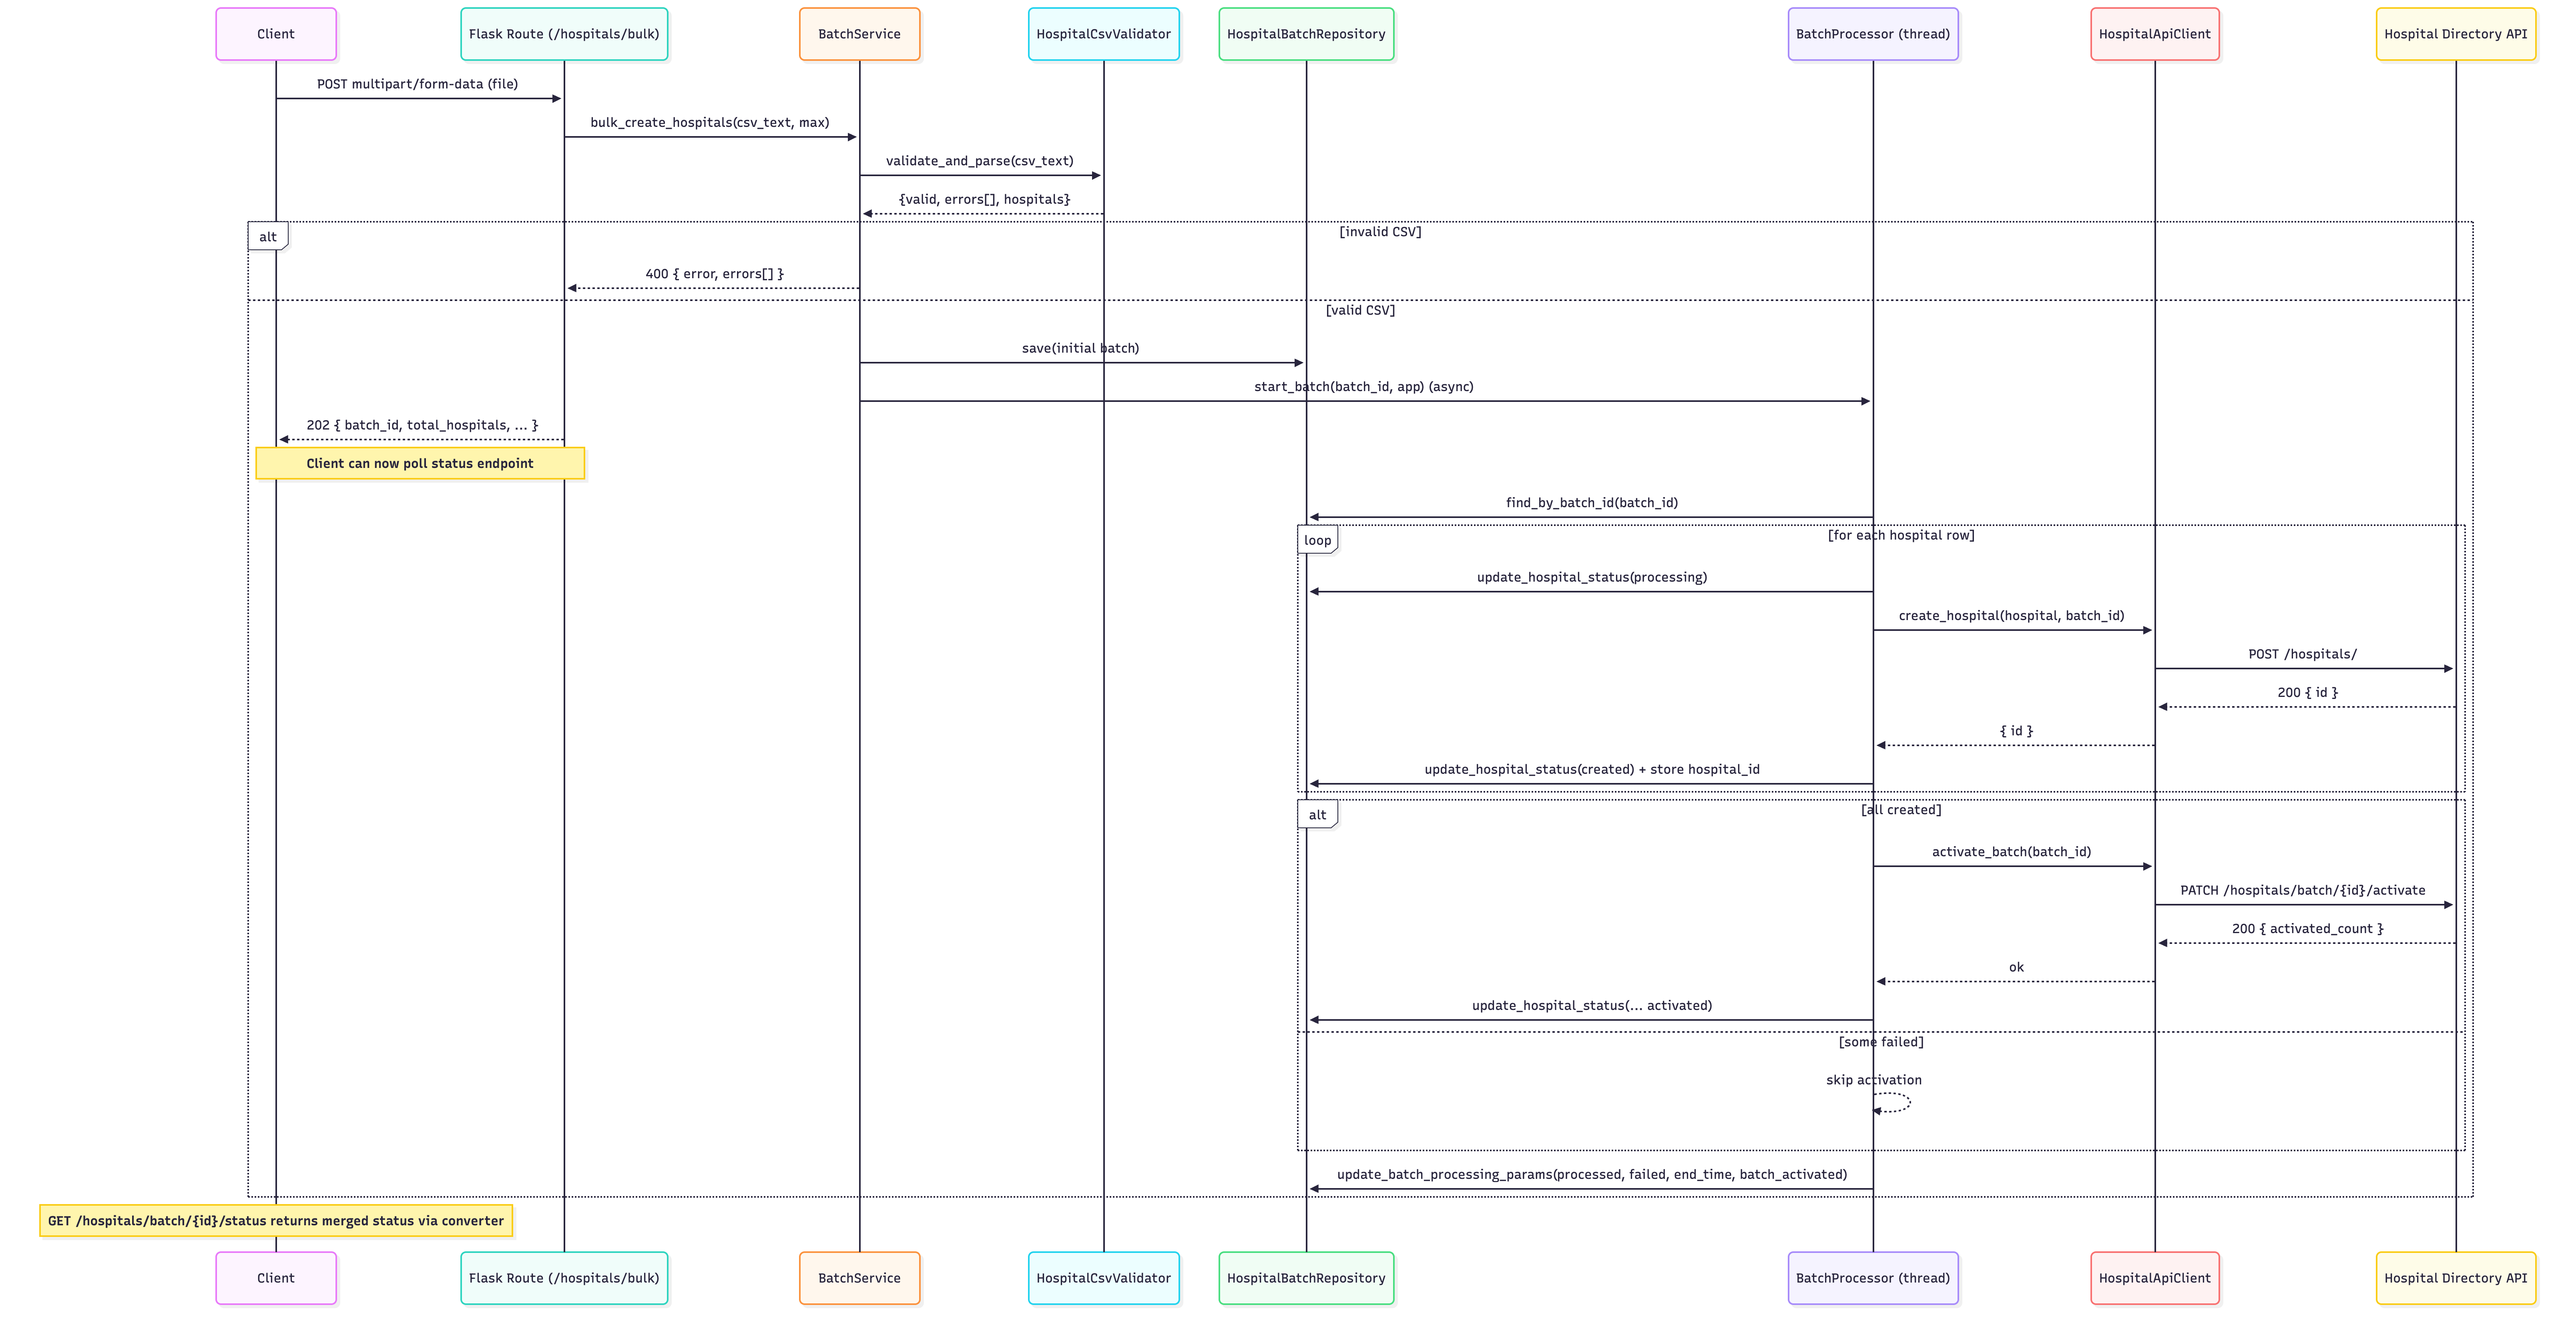 Client
Flask Route (/hospitals/bulk)
BatchService
HospitalCsvValidator
HospitalBatchRepository
BatchProcessor (thread)
HospitalApiClient
Hospital Directory API
POST multipart/form-data (file)
bulk_create_hospitals(csv_text, max)
validate_and_parse(csv_text)
{valid, errors[], hospitals}
alt
[invalid CSV]
400 { error, errors[] }
[valid CSV]
save(initial batch)
start_batch(batch_id, app) (async)
202 { batch_id, total_hospitals, ... }
Client can now poll status endpoint
find_by_batch_id(batch_id)
loop
[for each hospital row]
update_hospital_status(processing)
create_hospital(hospital, batch_id)
POST /hospitals/
200 { id }
{ id }
update_hospital_status(created) + store hospital_id
alt
[all created]
activate_batch(batch_id)
PATCH /hospitals/batch/{id}/activate
200 { activated_count }
ok
update_hospital_status(... activated)
[some failed]
skip activation
update_batch_processing_params(processed, failed, end_time, batch_activated)
GET /hospitals/batch/{id}/status returns merged status via converter
Client
Flask Route (/hospitals/bulk)
BatchService
HospitalCsvValidator
HospitalBatchRepository
BatchProcessor (thread)
HospitalApiClient
Hospital Directory API